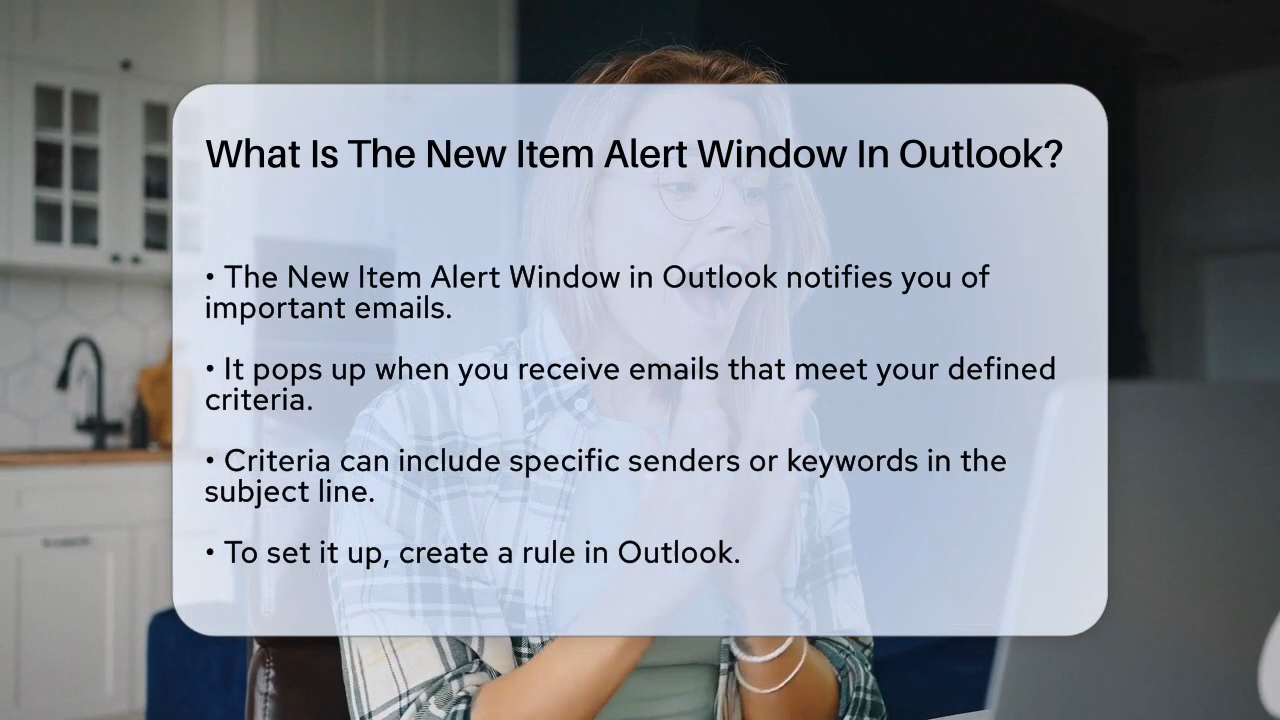 What Is The New Item Alert Window In Outlook?
• The New Item Alert Window in Outlook notifies you of
important emails.
• It pops up when you receive emails that meet your defined
criteria.
• Criteria can include specific senders or keywords in the
subject line.
• To set it up, create a rule in Outlook.